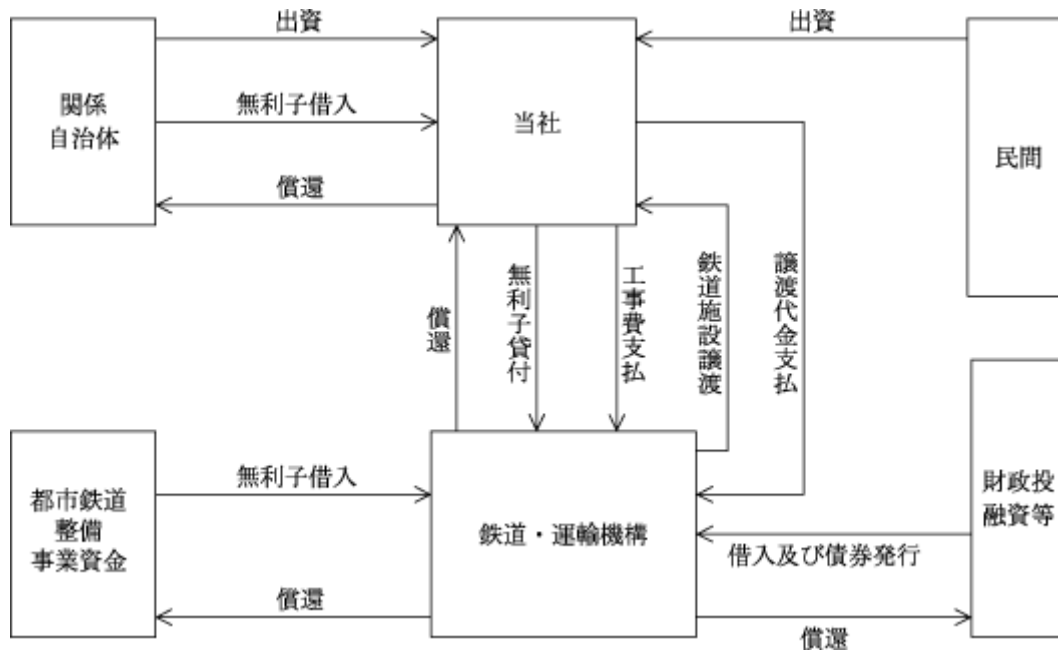 出資
出資
関係
自治体
無利子借入
当社
民間
償還
償還
無利子貸付
工事費支払
鉄道施設譲渡
譲渡代金支払
都市鉄道
整備
事業資金
無利子借入
鉄道・運輸機構
財政投
融資等
借入及び債券発行
償還
償還